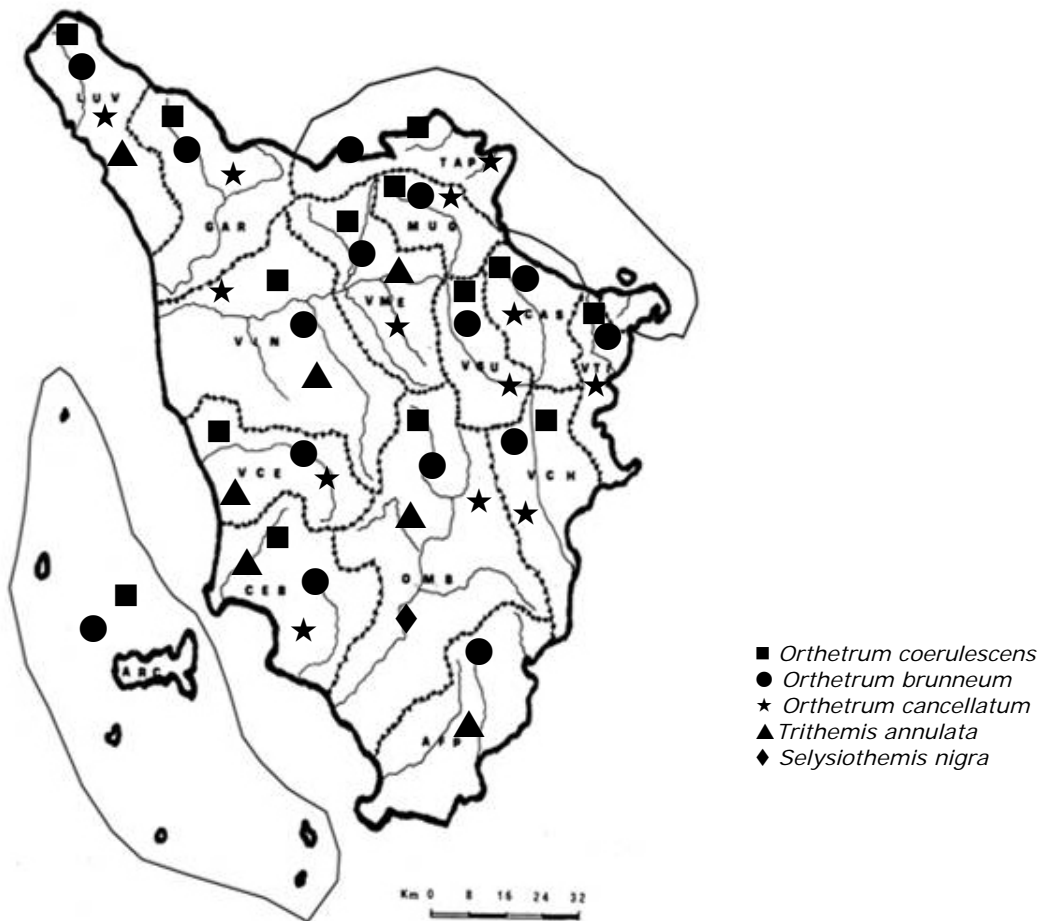 LUV
TAP
GAR
MUG
VME
CAS
VIN
VSU
VTI
VCE
VCH
CEB
OMB
ARC
AFP
Orthetrum coerulescens
Orthetrum brunneum
Orthetrum cancellatum
Trithemis annulata
Selysiothemis nigra
Km 0 8 16 24 32